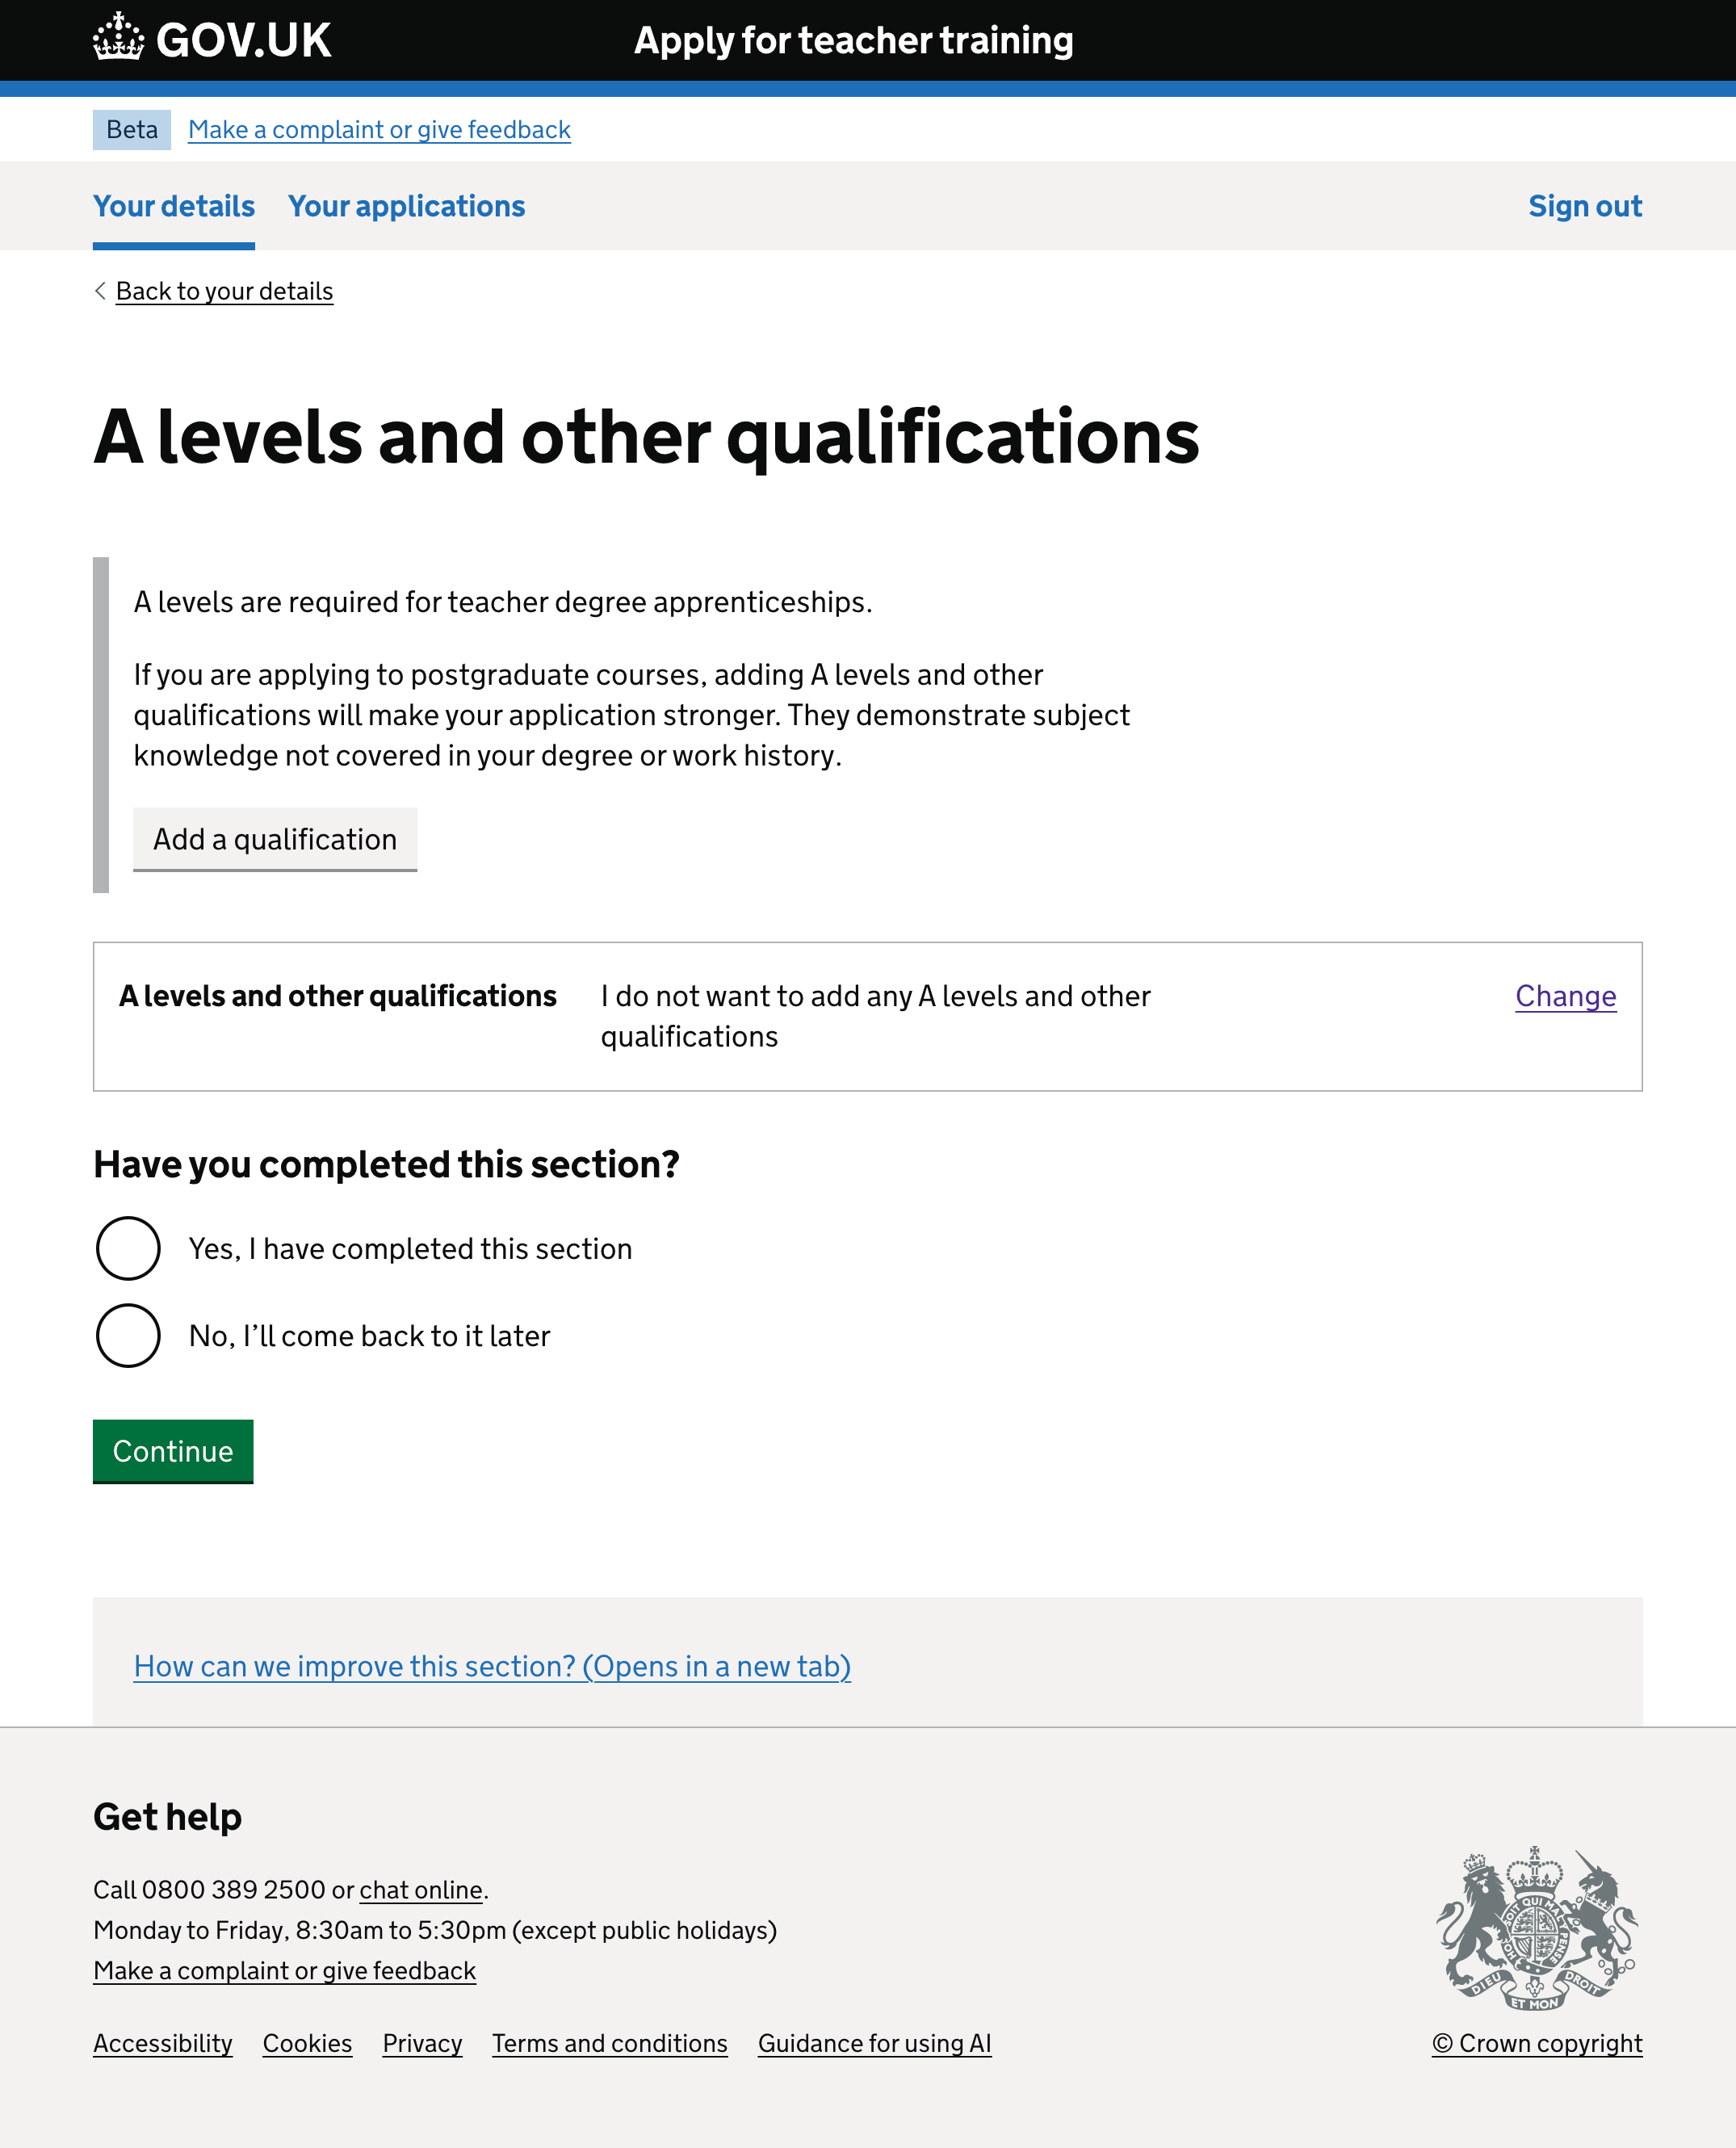 GOV.UK
Apply for teacher training
Beta
Make a complaint or give feedback
Your details
Your applications
Sign out
Back to your details
A levels and other qualifications
A levels are required for teacher degree apprenticeships.
If you are applying to postgraduate courses, adding A levels and other
qualifications will make your application stronger. They demonstrate subject
knowledge not covered in your degree or work history.
Add a qualification
A levels and other qualifications
I do not want to add any A levels and other
qualifications
Change
Have you completed this section?
Yes, I have completed this section
No, I’ll come back to it later
Continue
How can we improve this section? (Opens in a new tab)
Get help
Call 0800 389 2500 or chat online.
Monday to Friday, 8:30am to 5:30pm (except public holidays)
Make a complaint or give feedback
Accessibility
Cookies
Privacy
Terms and conditions
Guidance for using AI
DIEU
ET MON
DROIT
© Crown copyright